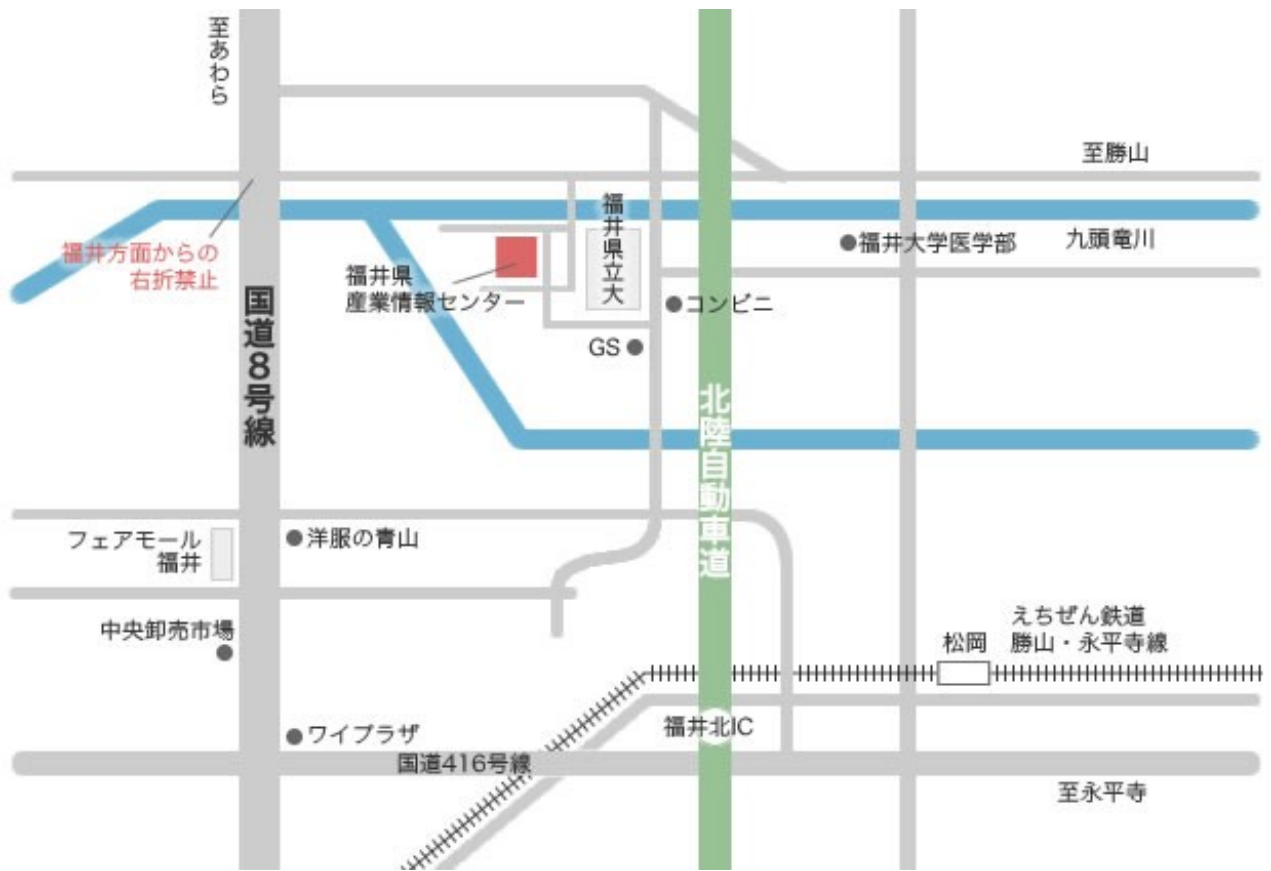 至あわら
至勝山
福井方面からの
右折禁止
福井県
産業情報センター
福井県立大
福井大学医学部
九頭竜川
コンビニ
GS
国道8号線
北陸自動車道
フェアモール
福井
洋服の青山
中央卸売市場
えちぜん鉄道
勝山・永平寺線
松岡
ワイプラザ
福井北IC
国道416号線
至永平寺